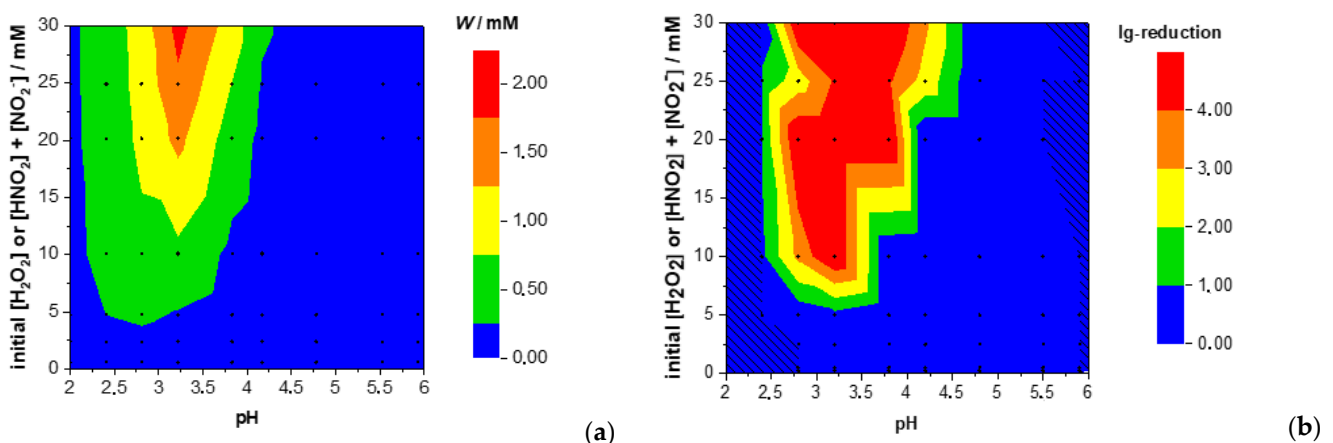 W / mM
initial [H2O2] or [HNO2] + [NO2-] / mM
30
25
20
15
10
5
0
2 2.5 3 3.5 4 4.5 5 5.5 6
pH
2.00
1.50
1.00
0.50
0.00
(a)
lg-reduction
initial [H2O2] or [HNO2] + [NO2-] / mM
30
25
20
15
10
5
0
2 2.5 3 3.5 4 4.5 5 5.5 6
pH
4.00
3.00
2.00
1.00
0.00
(b)